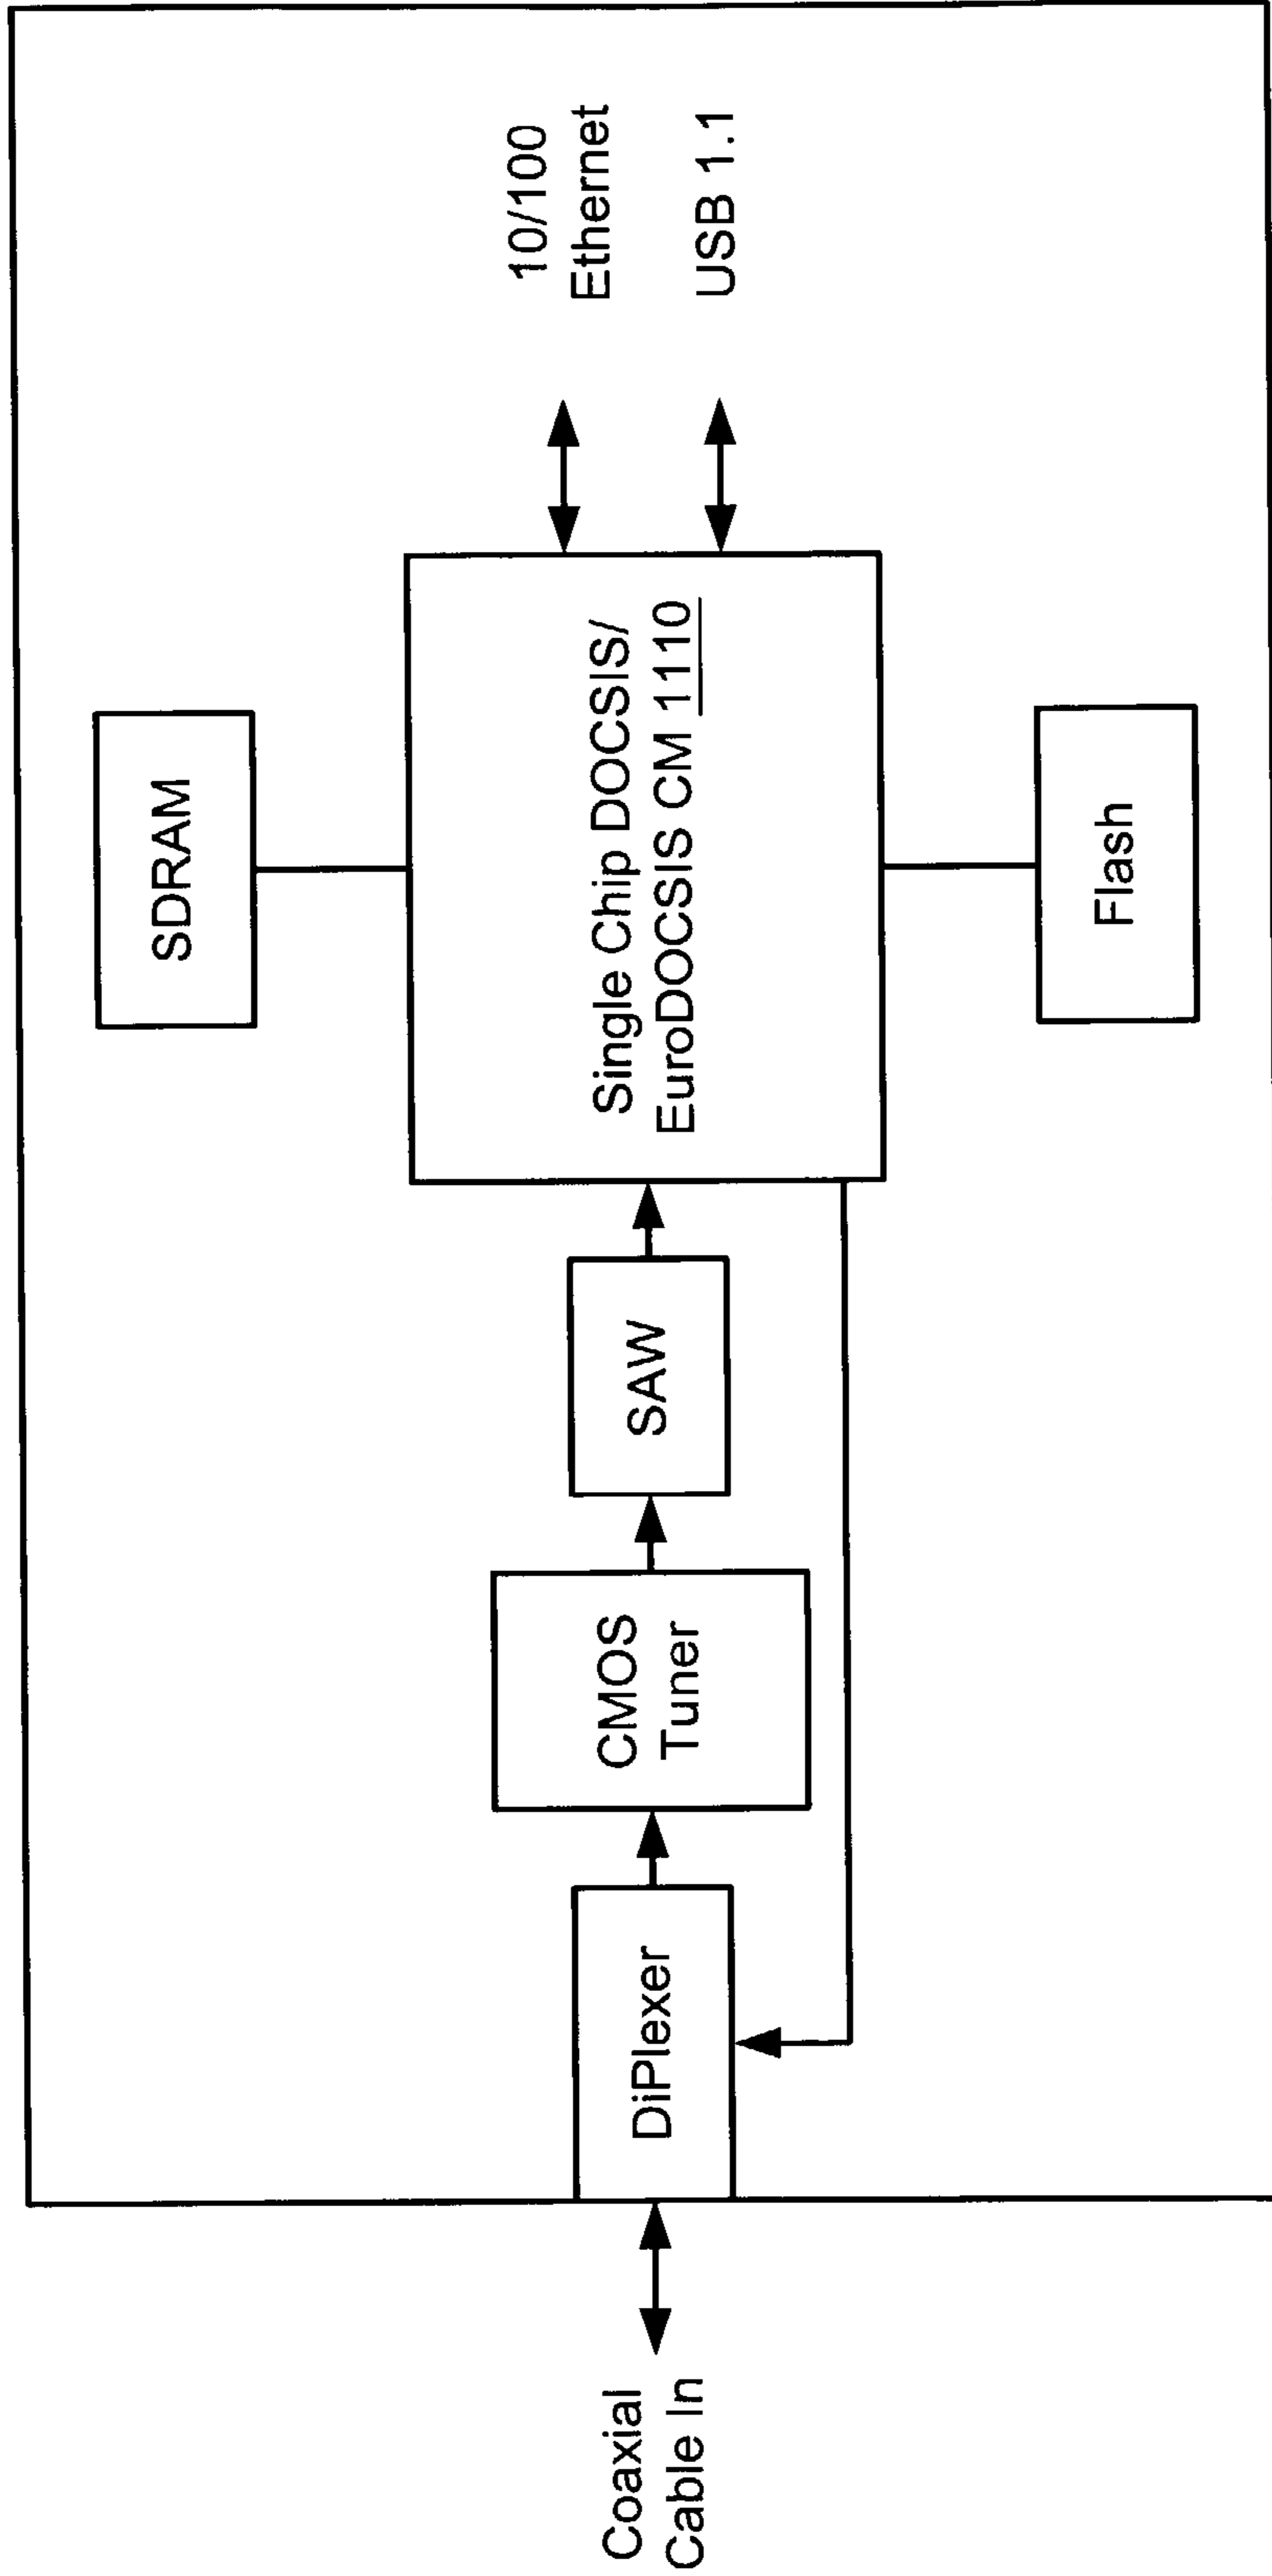 SDRAM
Coaxial
Cable In
DiPlexer
CMOS
Tuner
SAW
Single Chip DOCSIS/
EuroDOCSIS CM 1110
10/100
Ethernet
USB 1.1
Flash